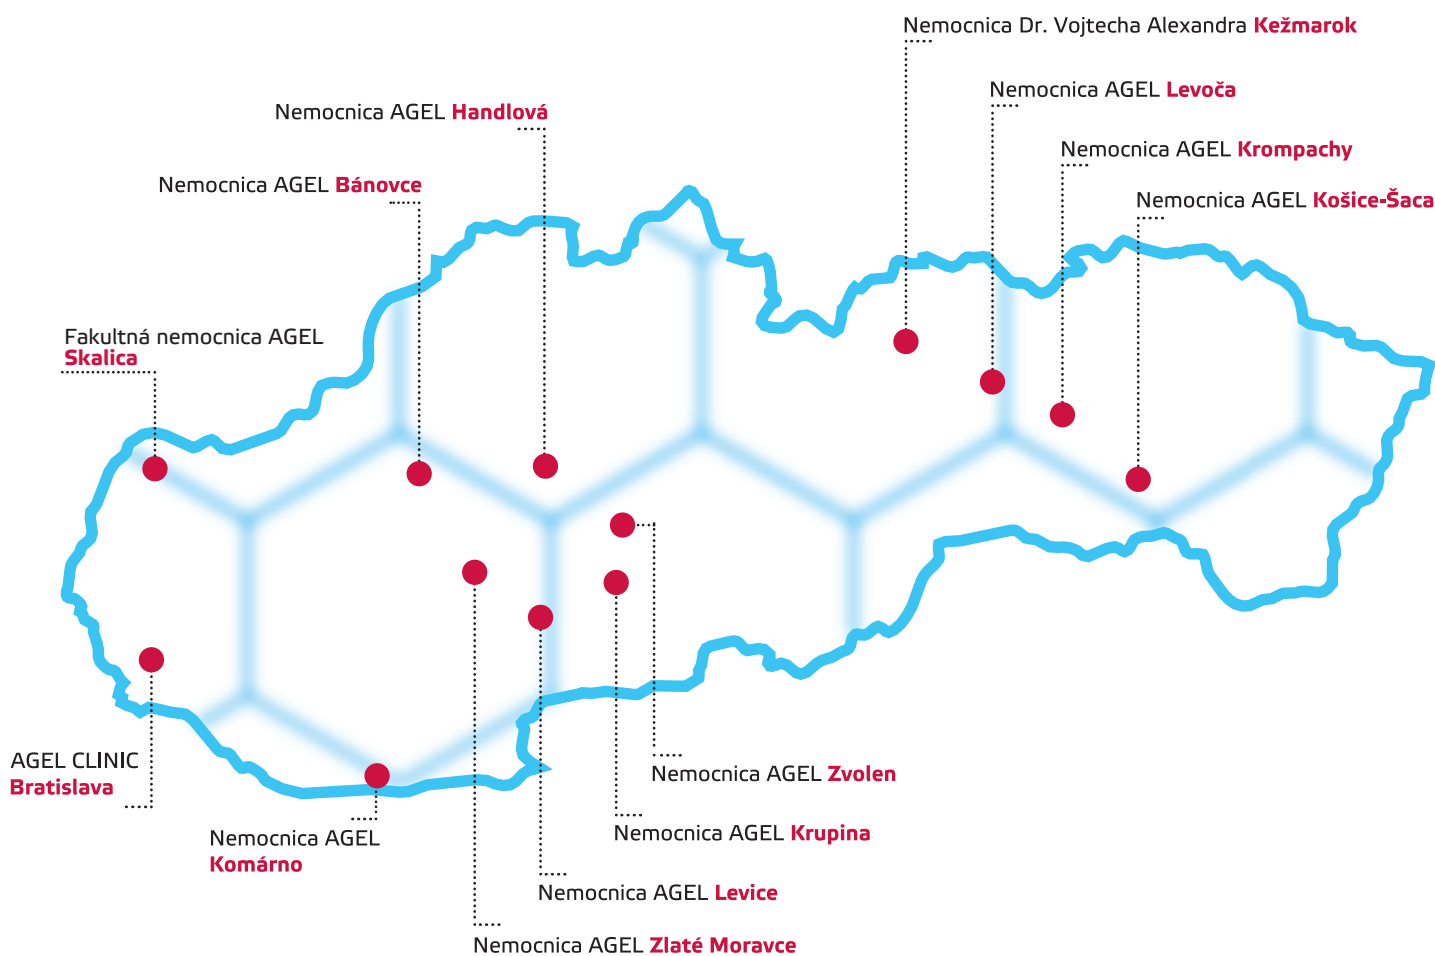 Nemocnica Dr. Vojtecha Alexandra Kežmarok
Nemocnica AGEL Levoča
Nemocnica AGEL Handlová
Nemocnica AGEL Krompachy
Nemocnica AGEL Bánovce
Nemocnica AGEL Košice-Šaca
Fakultná nemocnica AGEL
Skalica
AGEL CLINIC
Bratislava
Nemocnica AGEL Zvolen
Nemocnica AGEL Krupina
Nemocnica AGEL
Komárno
Nemocnica AGEL Levice
Nemocnica AGEL Zlaté Moravce